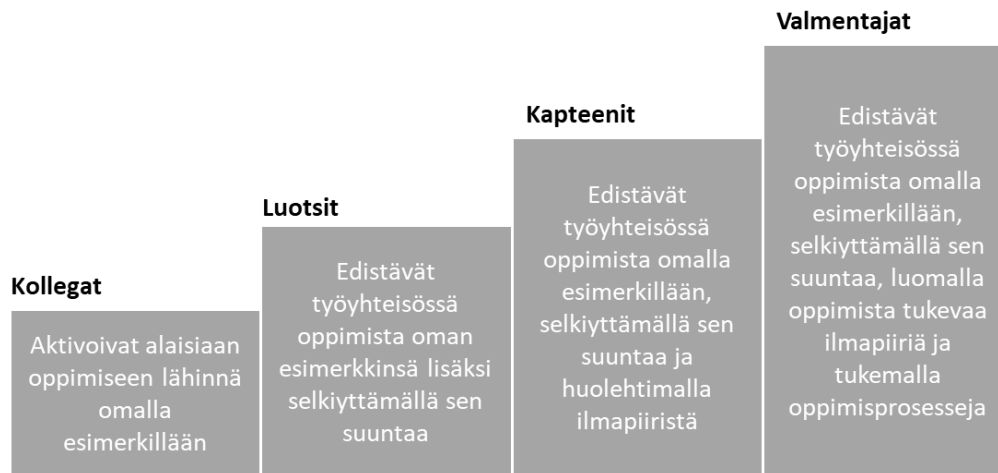 Kollegat
Aktivoivat alaisiaan
oppimiseen lähinnä
omalla
esimerkillään
Luotsit
Edistävät
työyhteisössä
oppimista oman
esimerkkinsä lisäksi
selkiyttämällä sen
suuntaa
Kapteenit
Edistävät
työyhteisössä
oppimista omalla
esimerkillään,
selkiyttämällä sen
suuntaa ja
huolehtimalla
ilmapiiristä
Valmentajat
Edistävät
työyhteisössä
oppimista omalla
esimerkillään,
selkiyttämällä sen
suuntaa, luomalla
oppimista tukevaa
ilmapiiriä ja
tukemalla
oppimisprosesseja